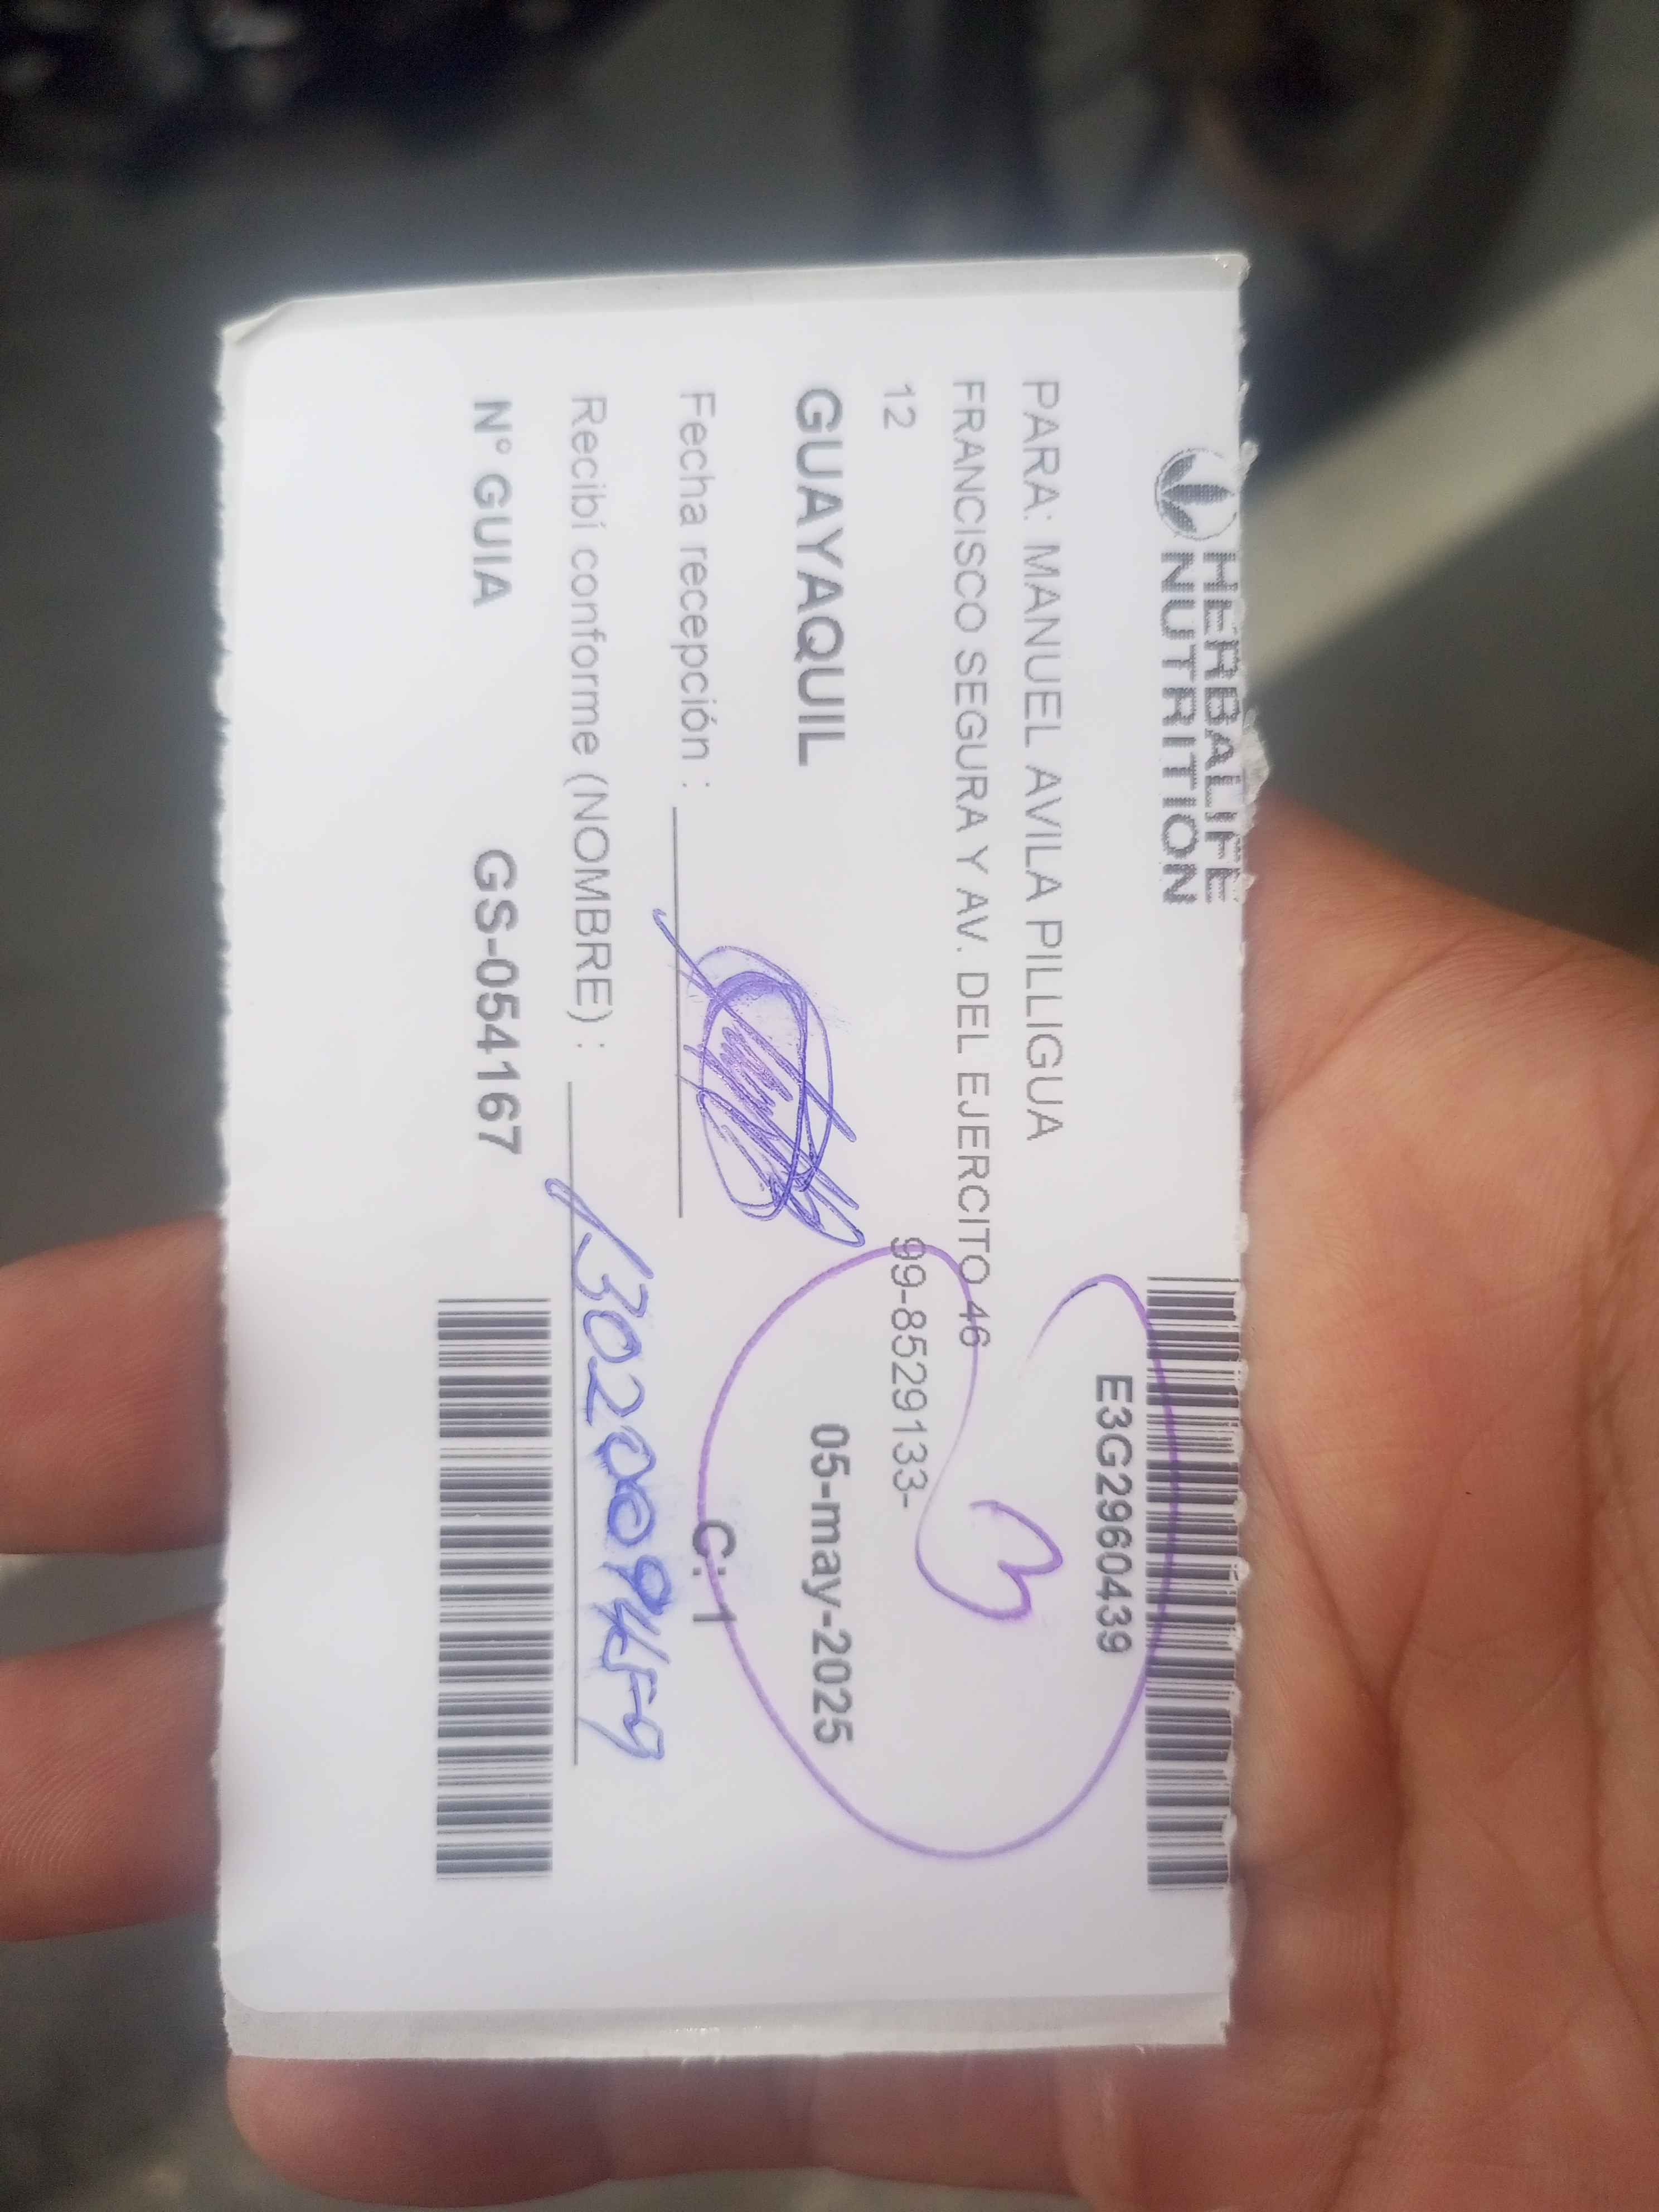 HERBALIFE
NUTRITION
E3G2960439
PARA: MANUEL AVILA PILLIGUA
FRANCISCO SEGURA Y AV. DEL EJERCITO 46
12
99-8529133-
GUAYAQUIL
05-may-2025
Fecha recepción :
C: 1
Recibí conforme (NOMBRE) :
N° GUIA
GS-054167